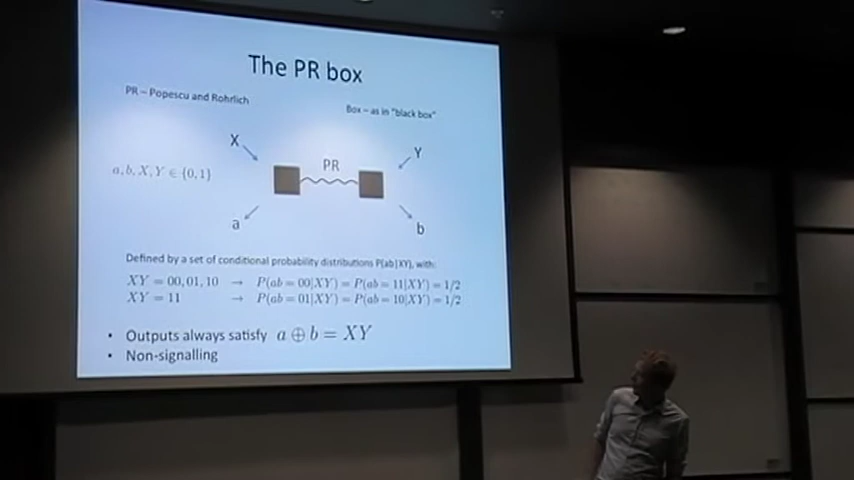 The PR box
PR – Popescu and Rohrlich
Box – as in "black box"
X
Y
PR
a, b, X, Y ∈ {0, 1}
a
b
Defined by a set of conditional probability distributions P(ab|XY), with:
XY = 00, 01, 10 → P(ab = 00|XY) = P(ab = 11|XY) = 1/2
XY = 11 → P(ab = 01|XY) = P(ab = 10|XY) = 1/2
• Outputs always satisfy a ⊕ b = XY
• Non-signalling